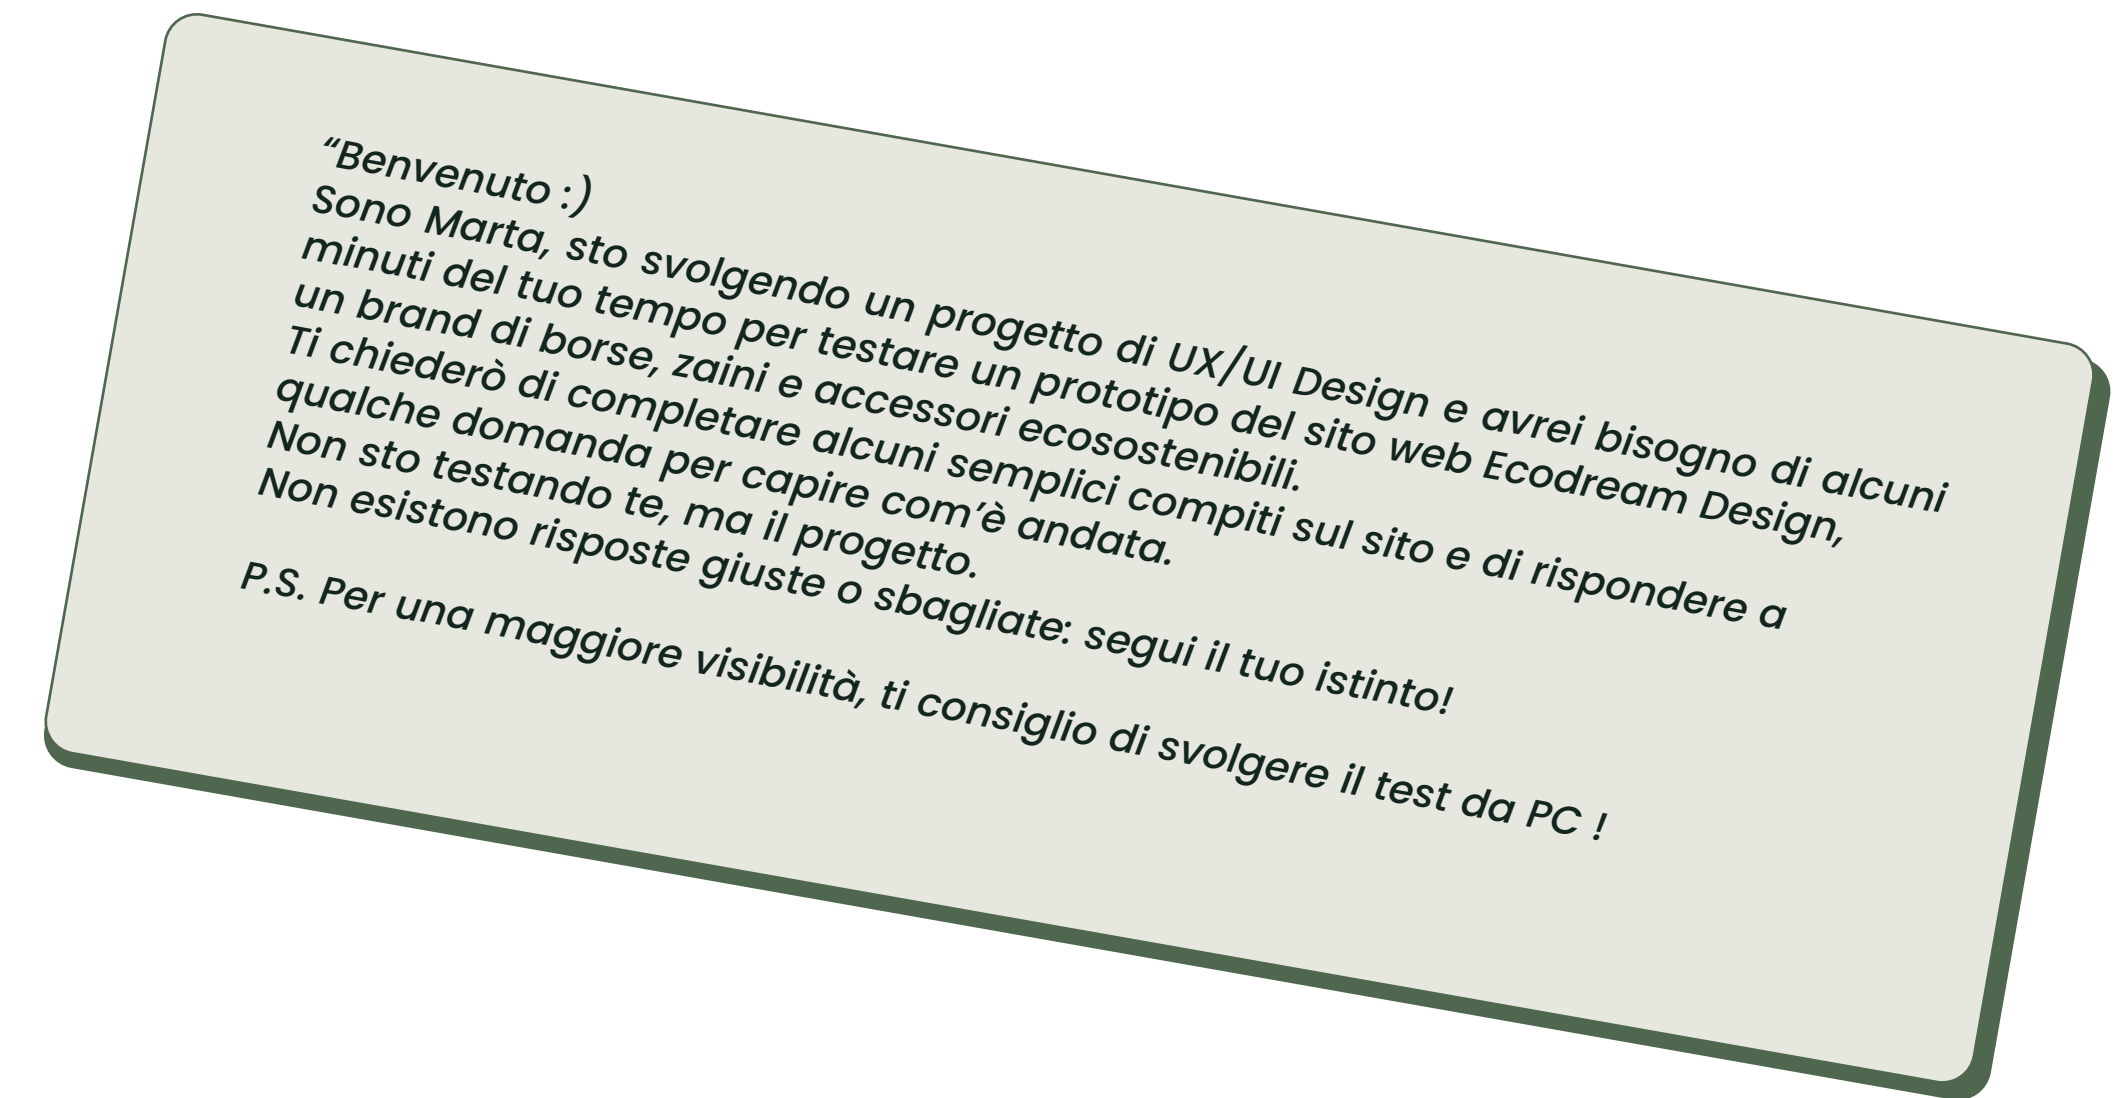 “Benvenuto :)
Sono Marta, sto svolgendo un progetto di UX/UI Design e avrei bisogno di alcuni
minuti del tuo tempo per testare un prototipo del sito web Ecodream Design,
un brand di borse, zaini e accessori ecosostenibili.
Ti chiederò di completare alcuni semplici compiti sul sito e di rispondere a
qualche domanda per capire com’è andata.
Non sto testando te, ma il progetto.
Non esistono risposte giuste o sbagliate: segui il tuo istinto!
P.S. Per una maggiore visibilità, ti consiglio di svolgere il test da PC !